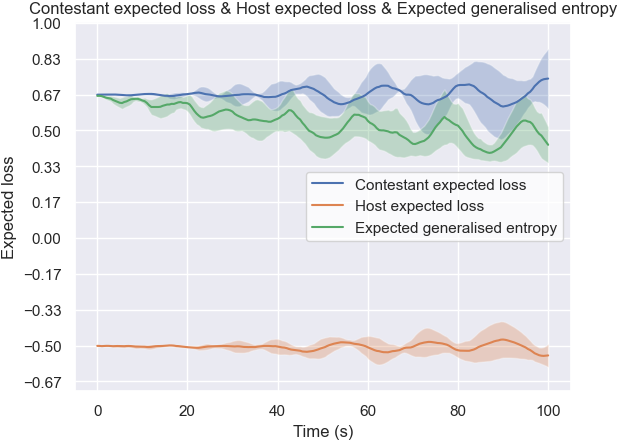 Contestant expected loss & Host expected loss & Expected generalised entropy
1.00
0.83
0.67
0.50
0.33
0.17
0.00
−0.17
−0.33
−0.50
−0.67
Expected loss
Contestant expected loss
Host expected loss
Expected generalised entropy
0 20 40 60 80 100
Time (s)